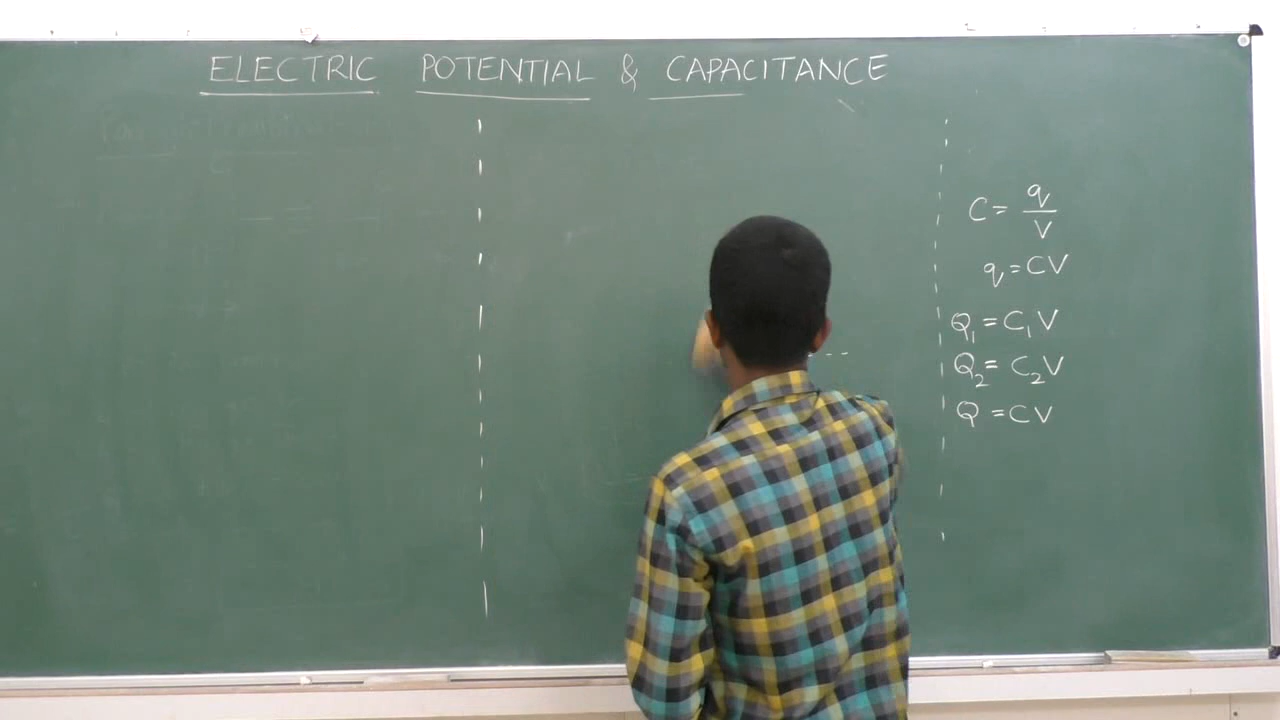 ELECTRIC POTENTIAL & CAPACITANCE
C = q/V
q = CV
Q₁ = C₁V
Q₂ = C₂V
Q = CV